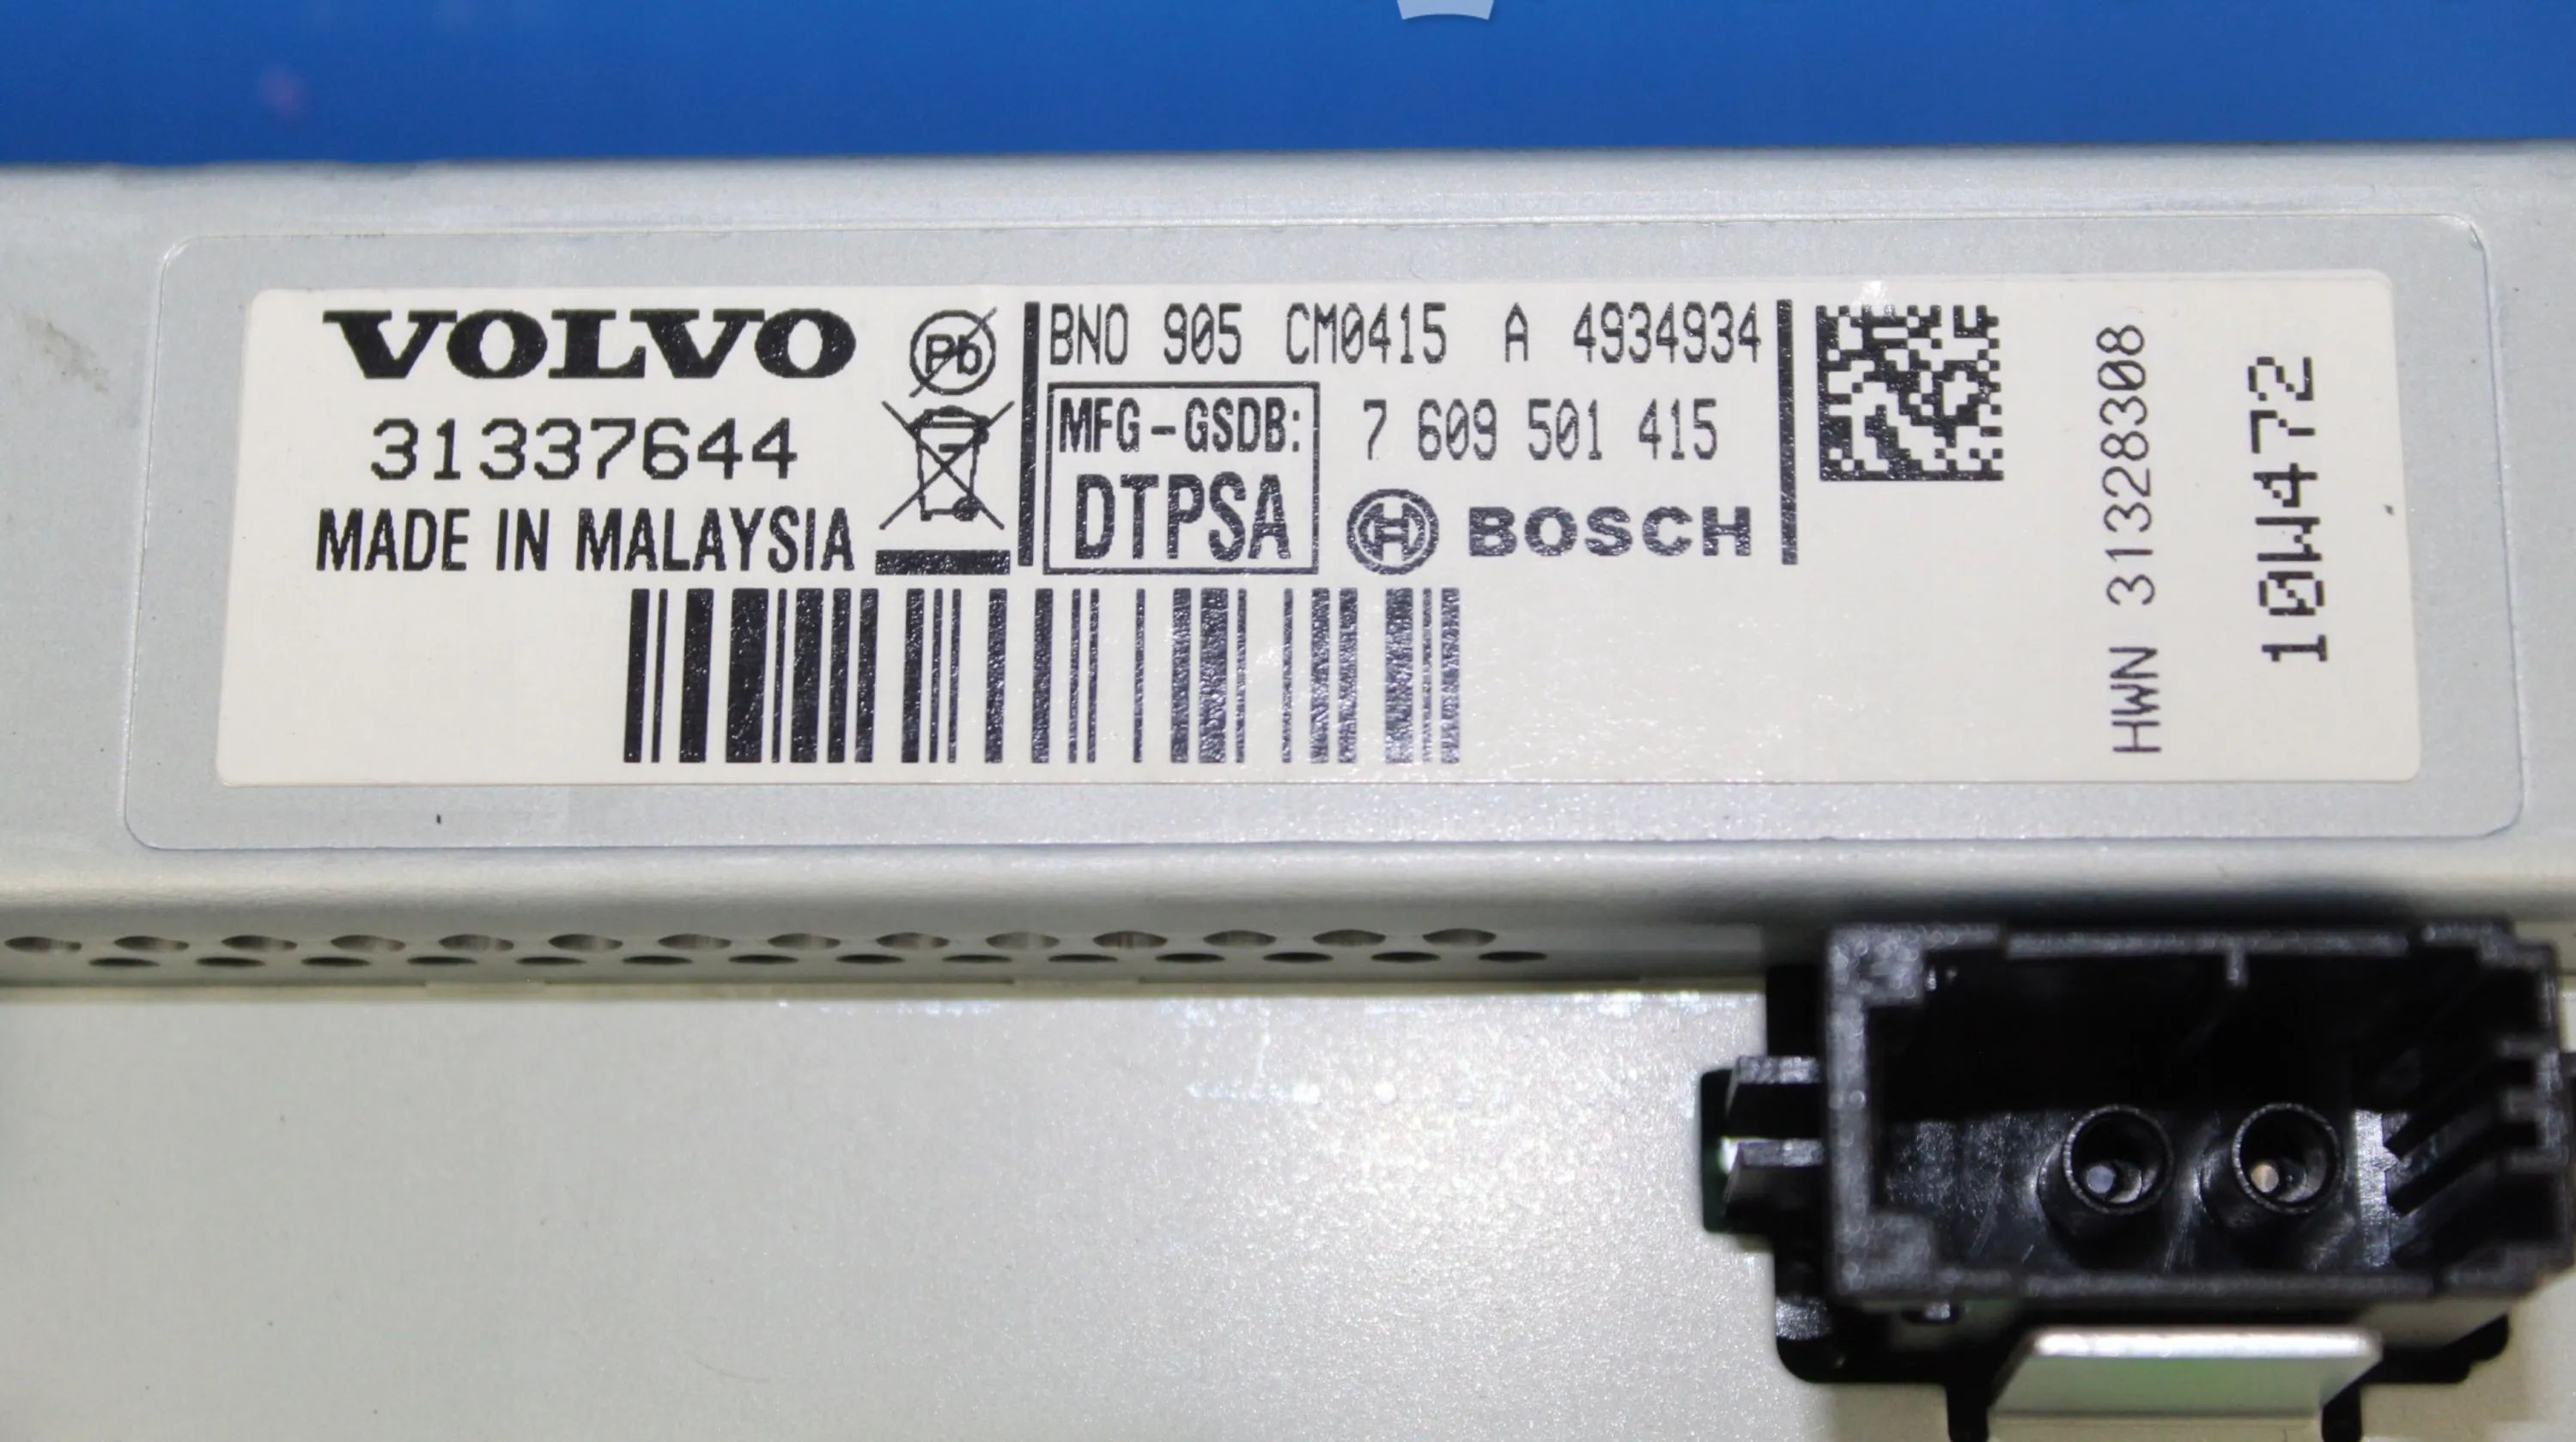 VOLVO
31337644
MADE IN MALAYSIA
Pb
BNO 905 CM0415 A 4934934
MFG-GSDB:
DTPSA
7 609 501 415
BOSCH
HWN 31328308
10W472